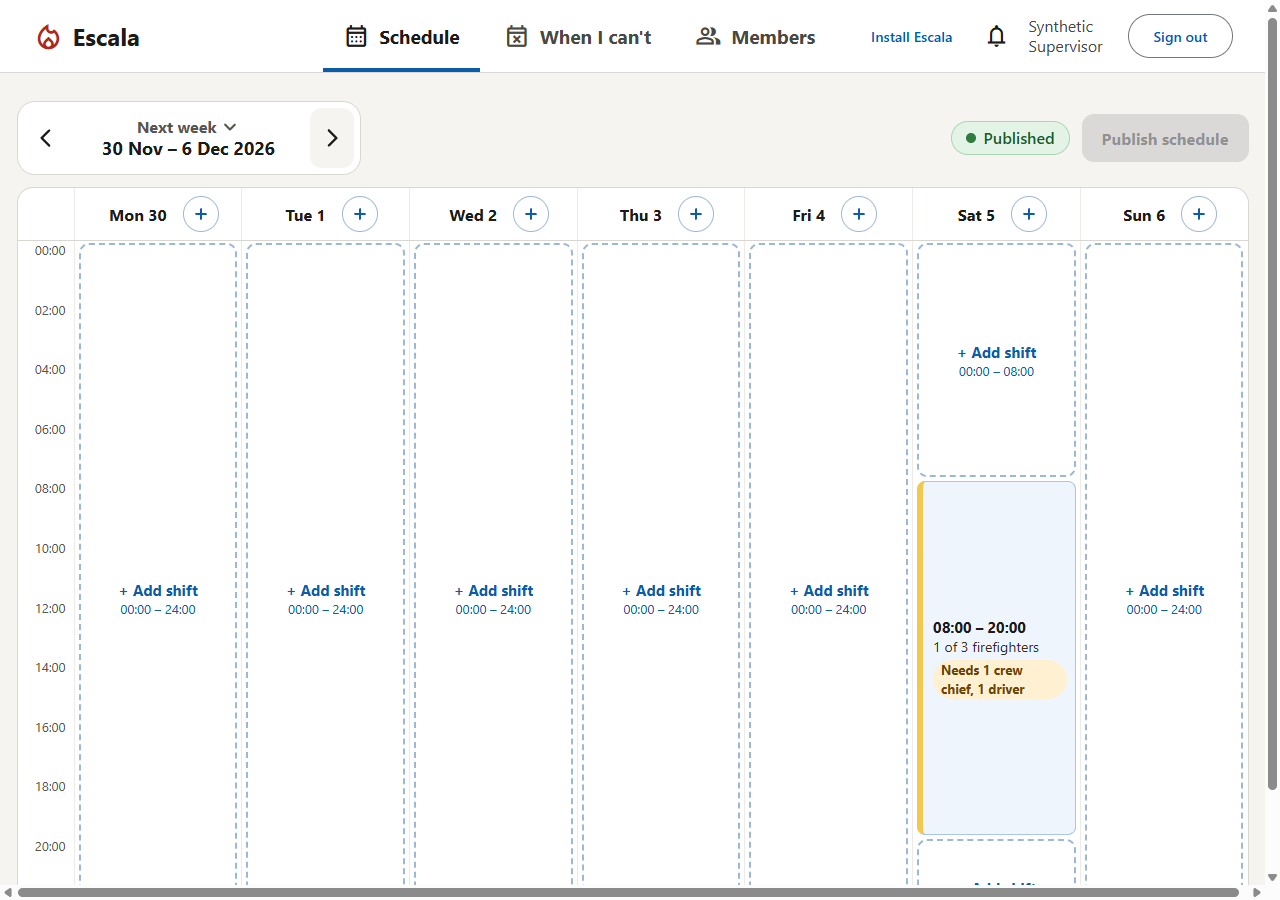 Escala
Schedule
When I can't
Members
Install Escala
Synthetic
Supervisor
Sign out
Next week
30 Nov – 6 Dec 2026
Published
Publish schedule
Mon 30
+
Tue 1
+
Wed 2
+
Thu 3
+
Fri 4
+
Sat 5
+
Sun 6
+
00:00
02:00
04:00
06:00
08:00
10:00
12:00
14:00
16:00
18:00
20:00
+ Add shift
00:00 – 24:00
+ Add shift
00:00 – 24:00
+ Add shift
00:00 – 24:00
+ Add shift
00:00 – 24:00
+ Add shift
00:00 – 24:00
+ Add shift
00:00 – 08:00
08:00 – 20:00
1 of 3 firefighters
Needs 1 crew
chief, 1 driver
+ Add shift
00:00 – 24:00